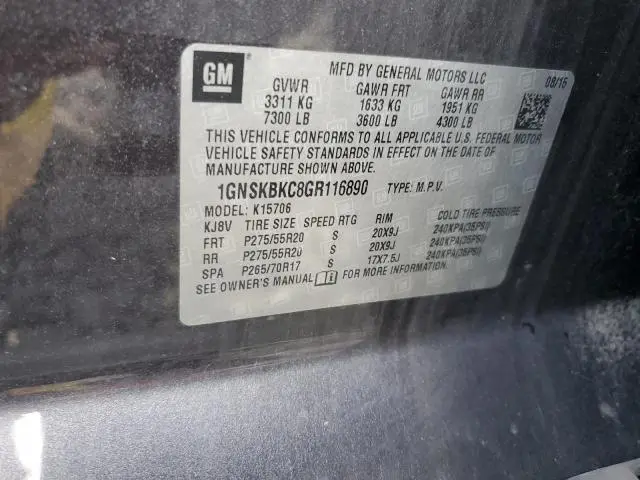 GM
MFD BY GENERAL MOTORS LLC
08/15
GVWR GAWR FRT GAWR RR
3311 KG 1633 KG 1951 KG
7300 LB 3600 LB 4300 LB
THIS VEHICLE CONFORMS TO ALL APPLICABLE U.S. FEDERAL MOTOR
VEHICLE SAFETY STANDARDS IN EFFECT ON THE DATE OF
MANUFACTURE SHOWN ABOVE.
1GNSKBKC8GR116890 TYPE: M.P.V.
MODEL: K15706
KJ8V TIRE SIZE SPEED RTG RIM COLD TIRE PRESSURE
FRT P275/55R20 S 20X9J 240KPA(35PSI)
RR P275/55R20 S 20X9J 240KPA(35PSI)
SPA P265/70R17 S 17X7.5J 240KPA(35PSI)
SEE OWNER'S MANUAL FOR MORE INFORMATION.